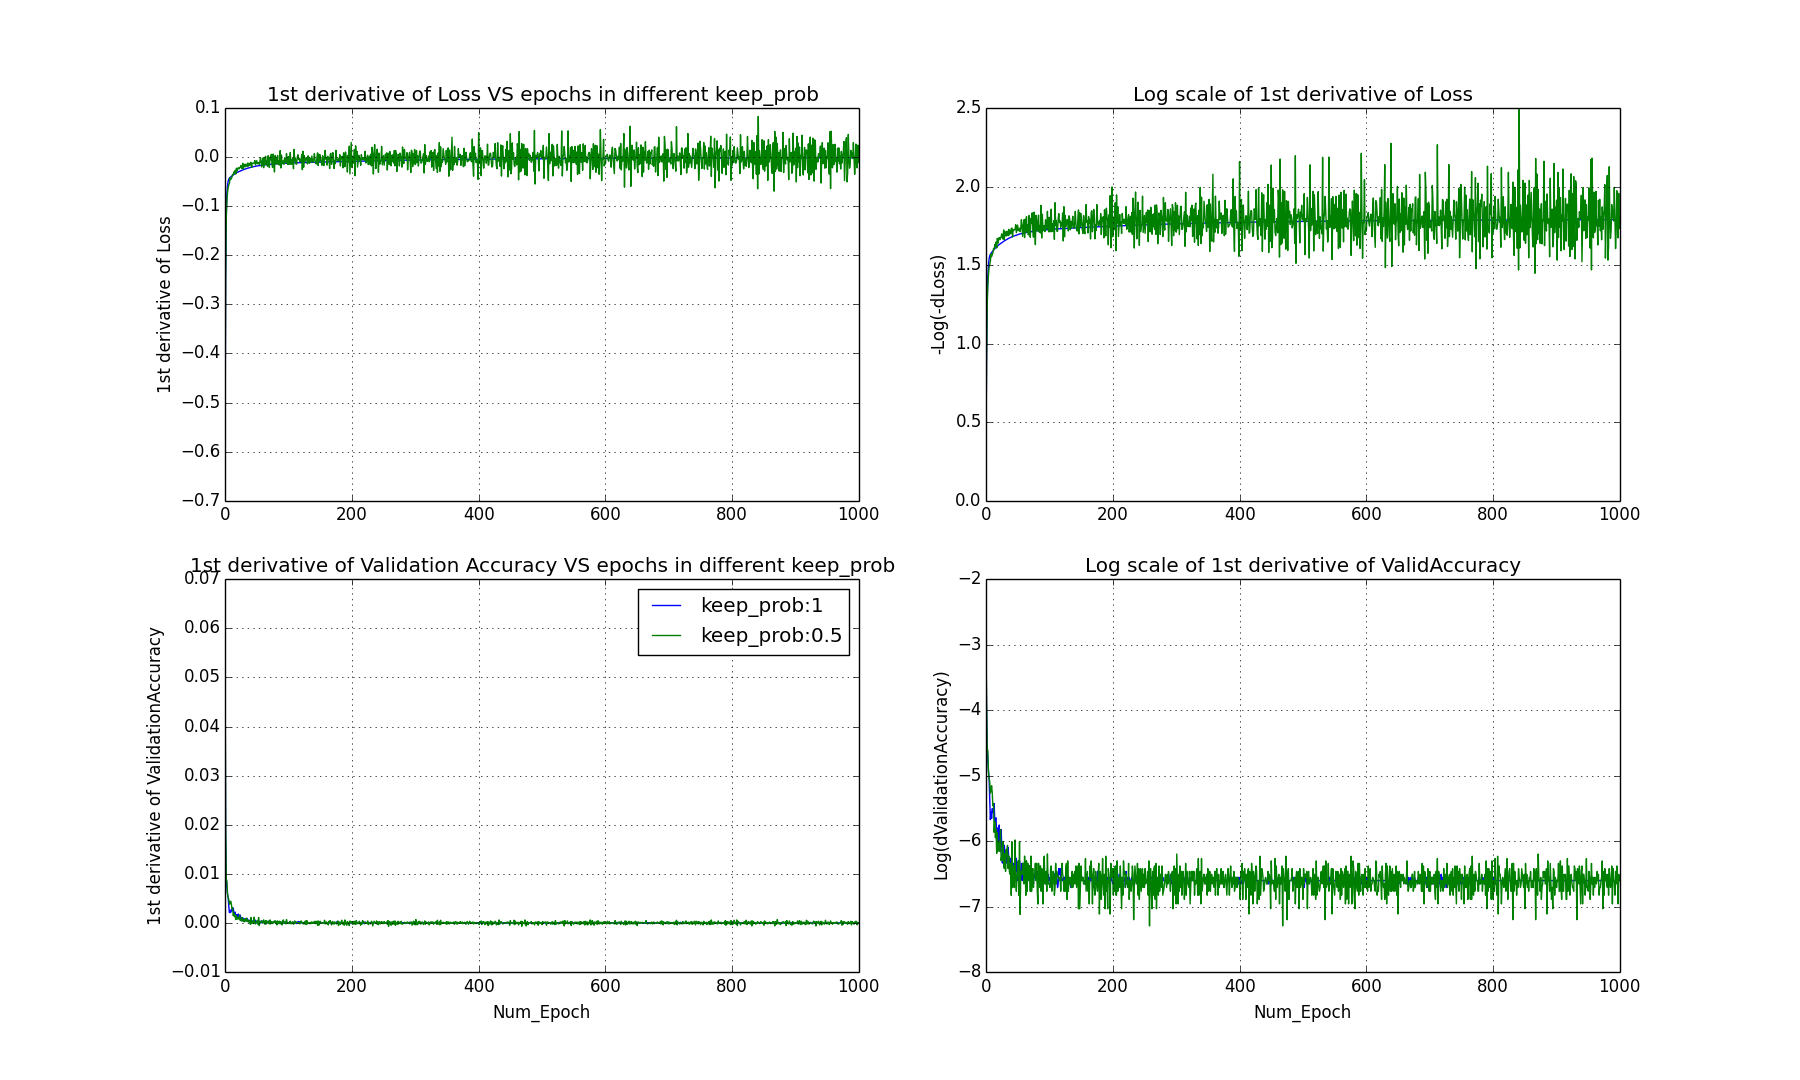 1st derivative of Loss VS epochs in different keep_prob
0.1
0.0
−0.1
−0.2
−0.3
−0.4
−0.5
−0.6
−0.7
1st derivative of Loss
0 200 400 600 800 1000
Log scale of 1st derivative of Loss
2.5
2.0
1.5
1.0
0.5
0.0
-Log(-dLoss)
0 200 400 600 800 1000
1st derivative of Validation Accuracy VS epochs in different keep_prob
0.07
0.06
0.05
0.04
0.03
0.02
0.01
0.00
−0.01
1st derivative of ValidationAccuracy
keep_prob:1
keep_prob:0.5
0 200 400 600 800 1000
Num_Epoch
Log scale of 1st derivative of ValidAccuracy
−2
−3
−4
−5
−6
−7
−8
Log(dValidationAccuracy)
0 200 400 600 800 1000
Num_Epoch